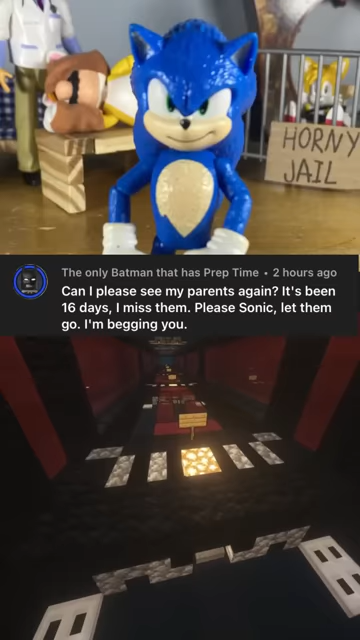 HORNY
JAIL
The only Batman that has Prep Time • 2 hours ago
Can I please see my parents again? It's been
16 days, I miss them. Please Sonic, let them
go. I'm begging you.